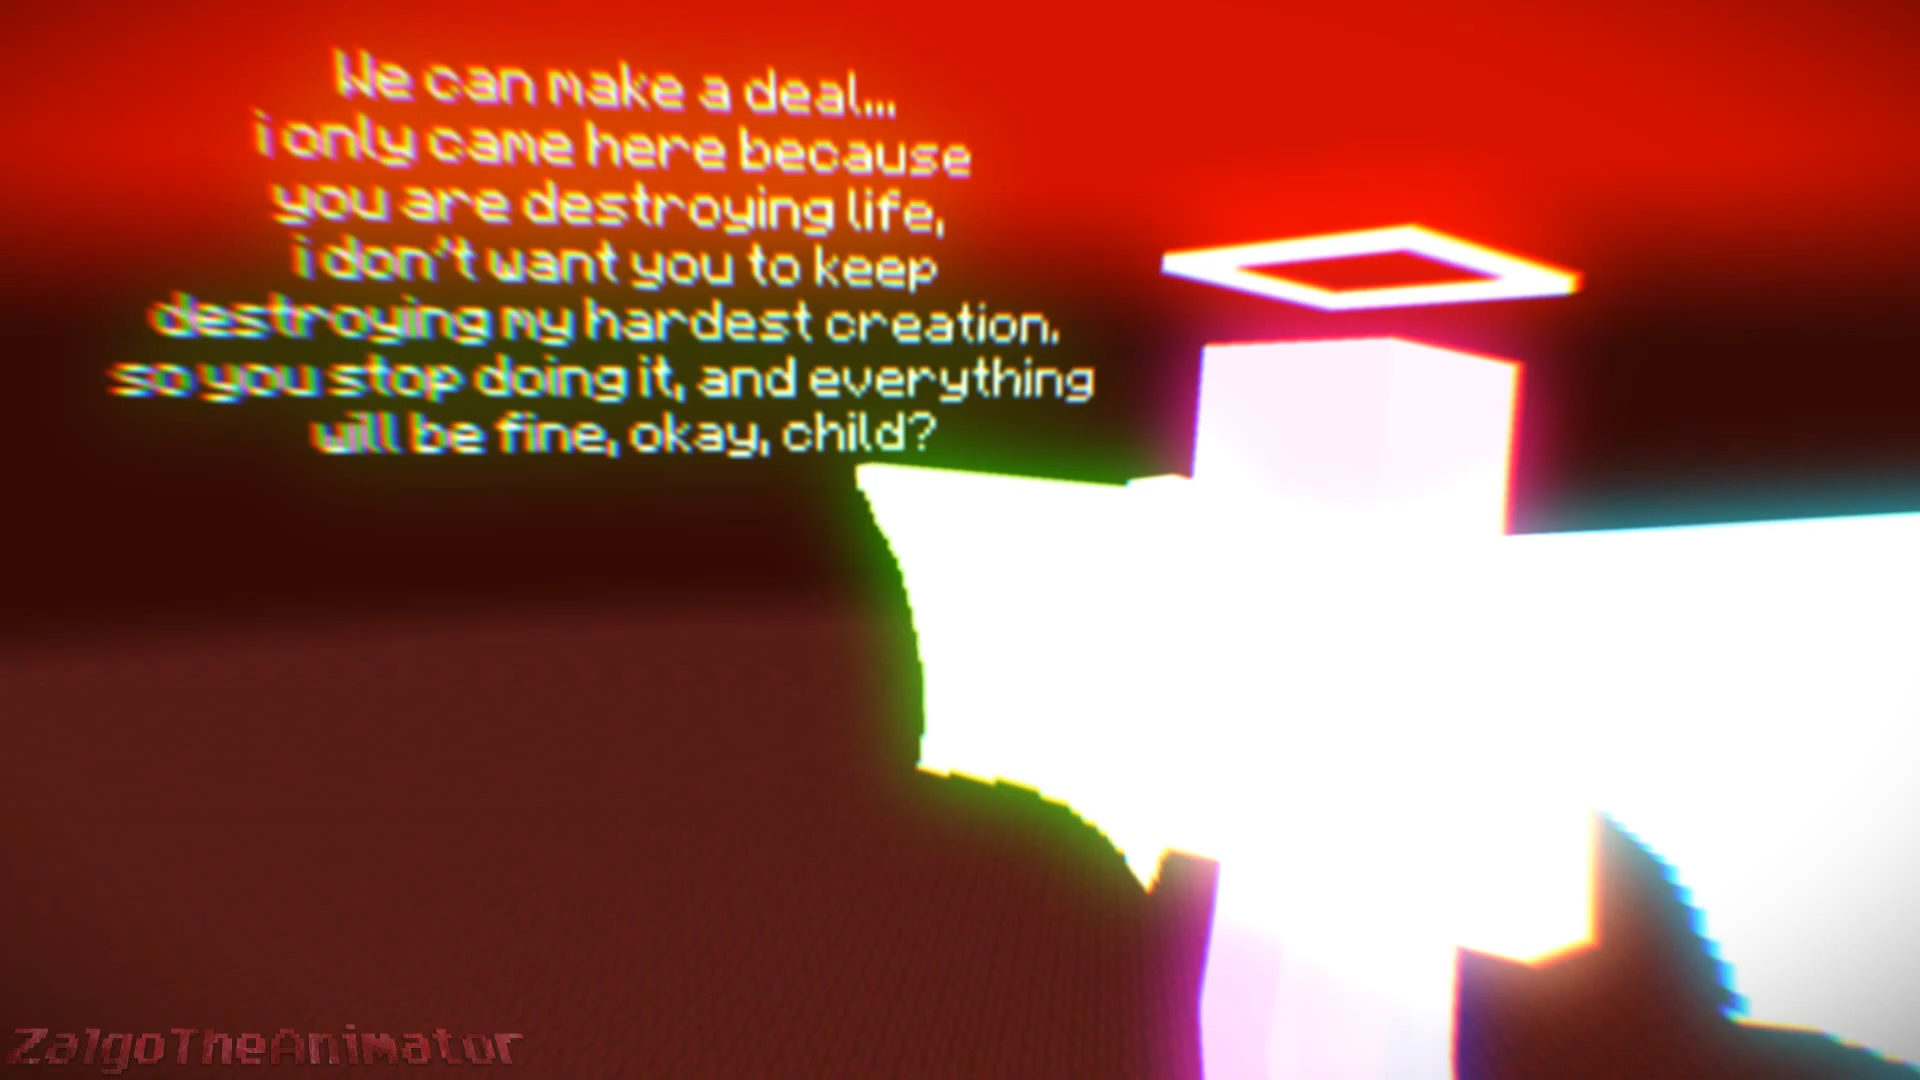 We can make a deal...
i only came here because
you are destroying life,
i don't want you to keep
destroying my hardest creation.
so you stop doing it, and everything
will be fine, okay, child?
ZalgoTheAnimator